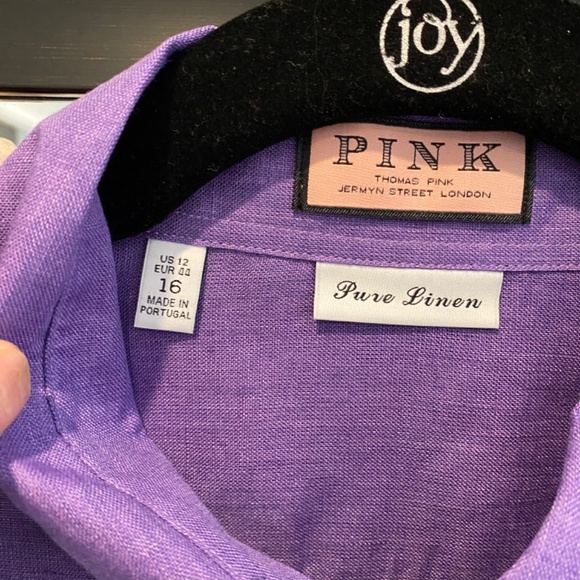 joy
PINK
THOMAS PINK
JERMYN STREET LONDON
US 12
EUR 44
16
MADE IN
PORTUGAL
Pure Linen